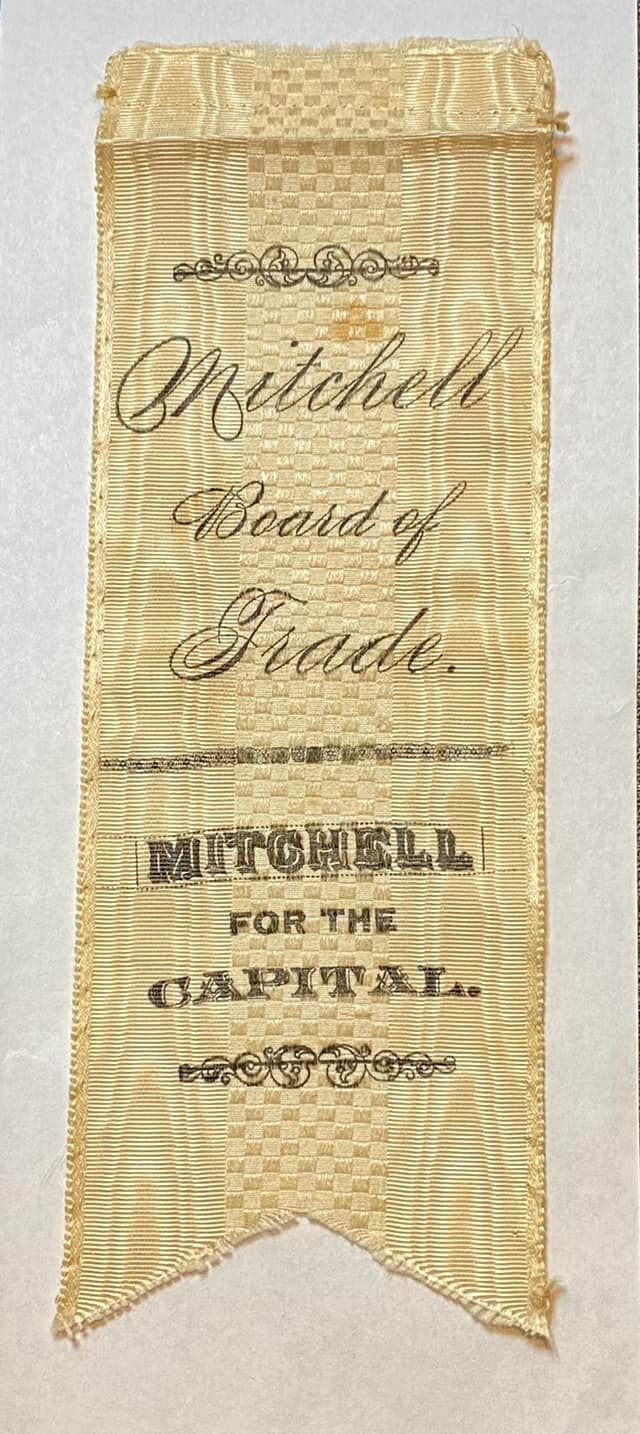 Mitchell
Board of
Trade.
MITCHELL
FOR THE
CAPITAL.